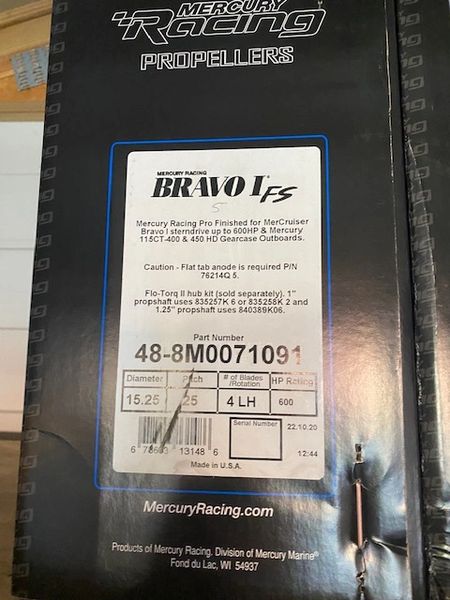 MERCURY
Racing
PROPELLERS
MERCURY RACING
BRAVO I FS
5
Mercury Racing Pro Finished for MerCruiser
Bravo I sterndrive up to 600HP & Mercury
115CT-400 & 450 HD Gearcase Outboards.
Caution - Flat tab anode is required P/N
76214Q 5.
Flo-Torq II hub kit (sold separately). 1"
propshaft uses 835257K 6 or 835258K 2 and
1.25" propshaft uses 840389K06.
Part Number
48-8M0071091
Diameter Pitch # of Blades /Rotation HP Rating
15.25 25 4 LH 600
Serial Number 22.10.20
13148 6
12:44
Made in U.S.A.
MercuryRacing.com
Products of Mercury Racing. Division of Mercury Marine®
Fond du Lac, WI 54937